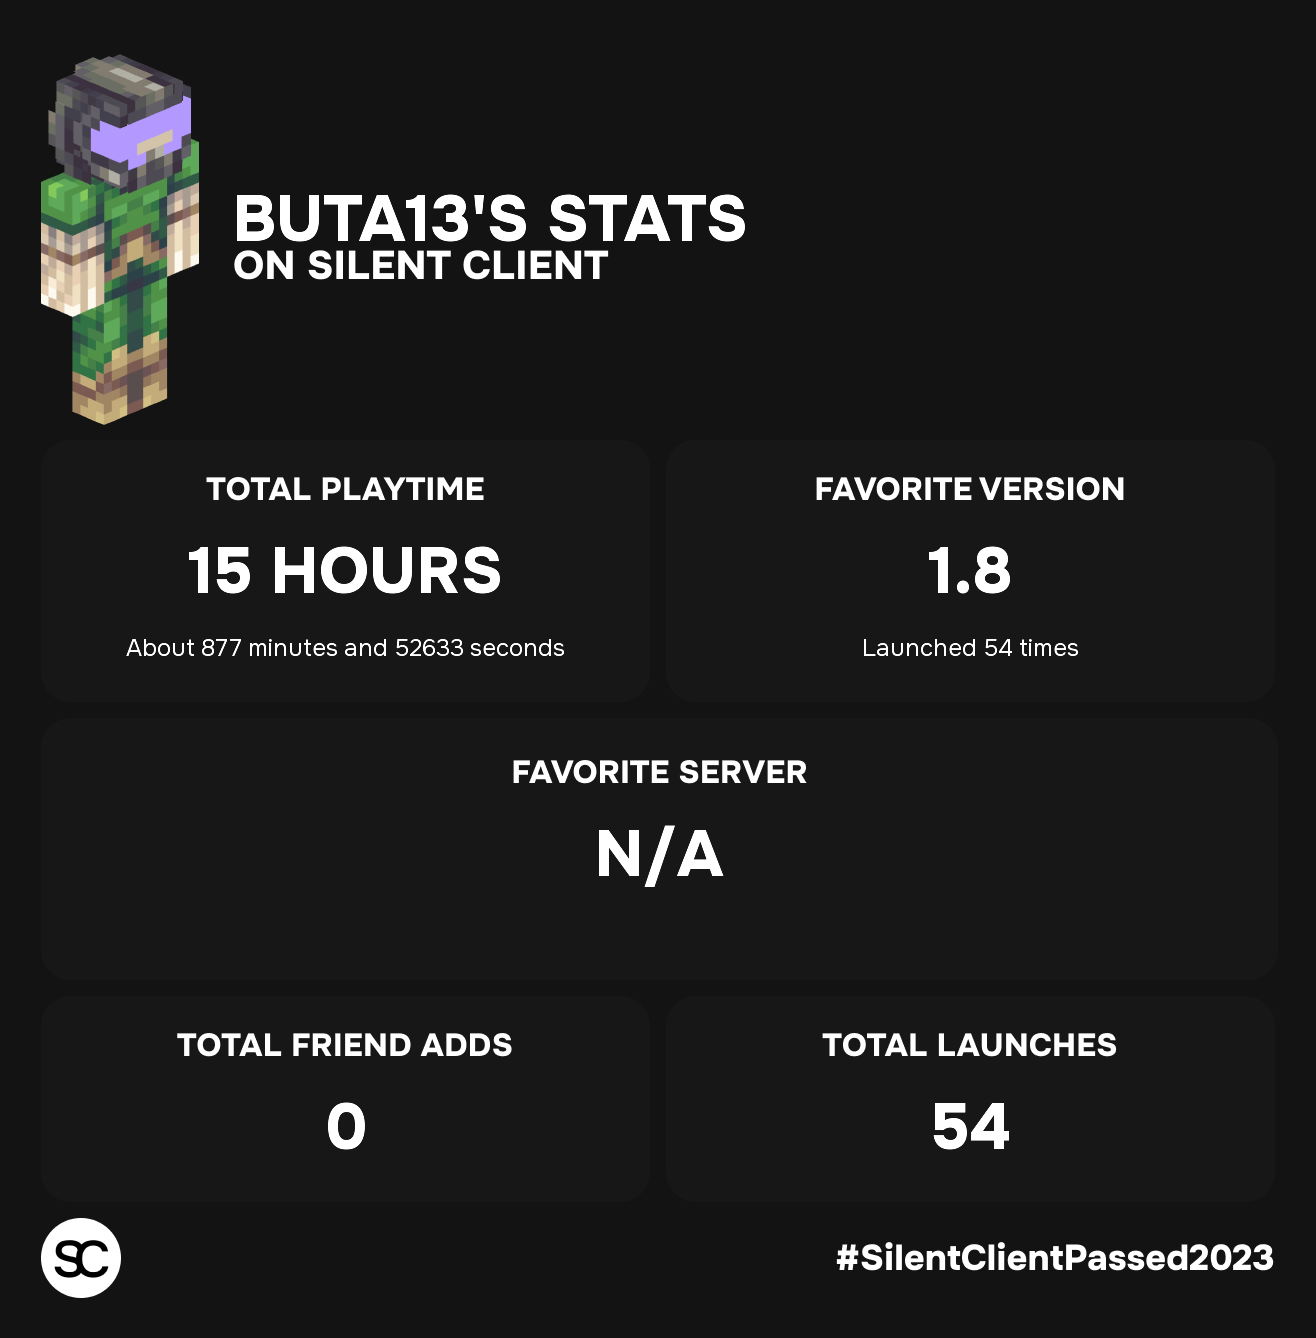 BUTA13'S STATS
ON SILENT CLIENT
TOTAL PLAYTIME
15 HOURS
About 877 minutes and 52633 seconds
FAVORITE VERSION
1.8
Launched 54 times
FAVORITE SERVER
N/A
TOTAL FRIEND ADDS
0
TOTAL LAUNCHES
54
SC
#SilentClientPassed2023